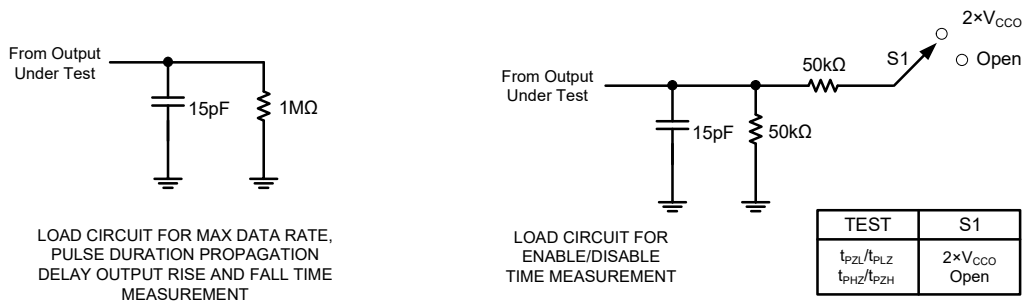 From Output
Under Test
15pF
1MΩ
LOAD CIRCUIT FOR MAX DATA RATE,
PULSE DURATION PROPAGATION
DELAY OUTPUT RISE AND FALL TIME
MEASUREMENT
2×VCCO
S1
Open
50kΩ
From Output
Under Test
15pF
50kΩ
LOAD CIRCUIT FOR
ENABLE/DISABLE
TIME MEASUREMENT
TEST S1
tPZL/tPLZ 2×VCCO
tPHZ/tPZH Open